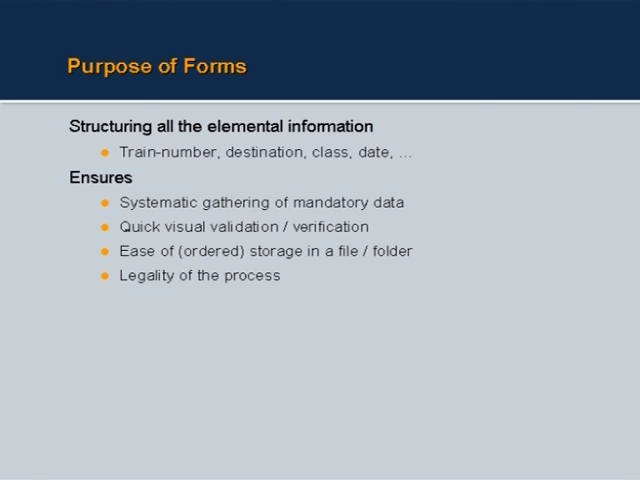 Purpose of Forms
Structuring all the elemental information
Train-number, destination, class, date, ...
Ensures
Systematic gathering of mandatory data
Quick visual validation / verification
Ease of (ordered) storage in a file / folder
Legality of the process